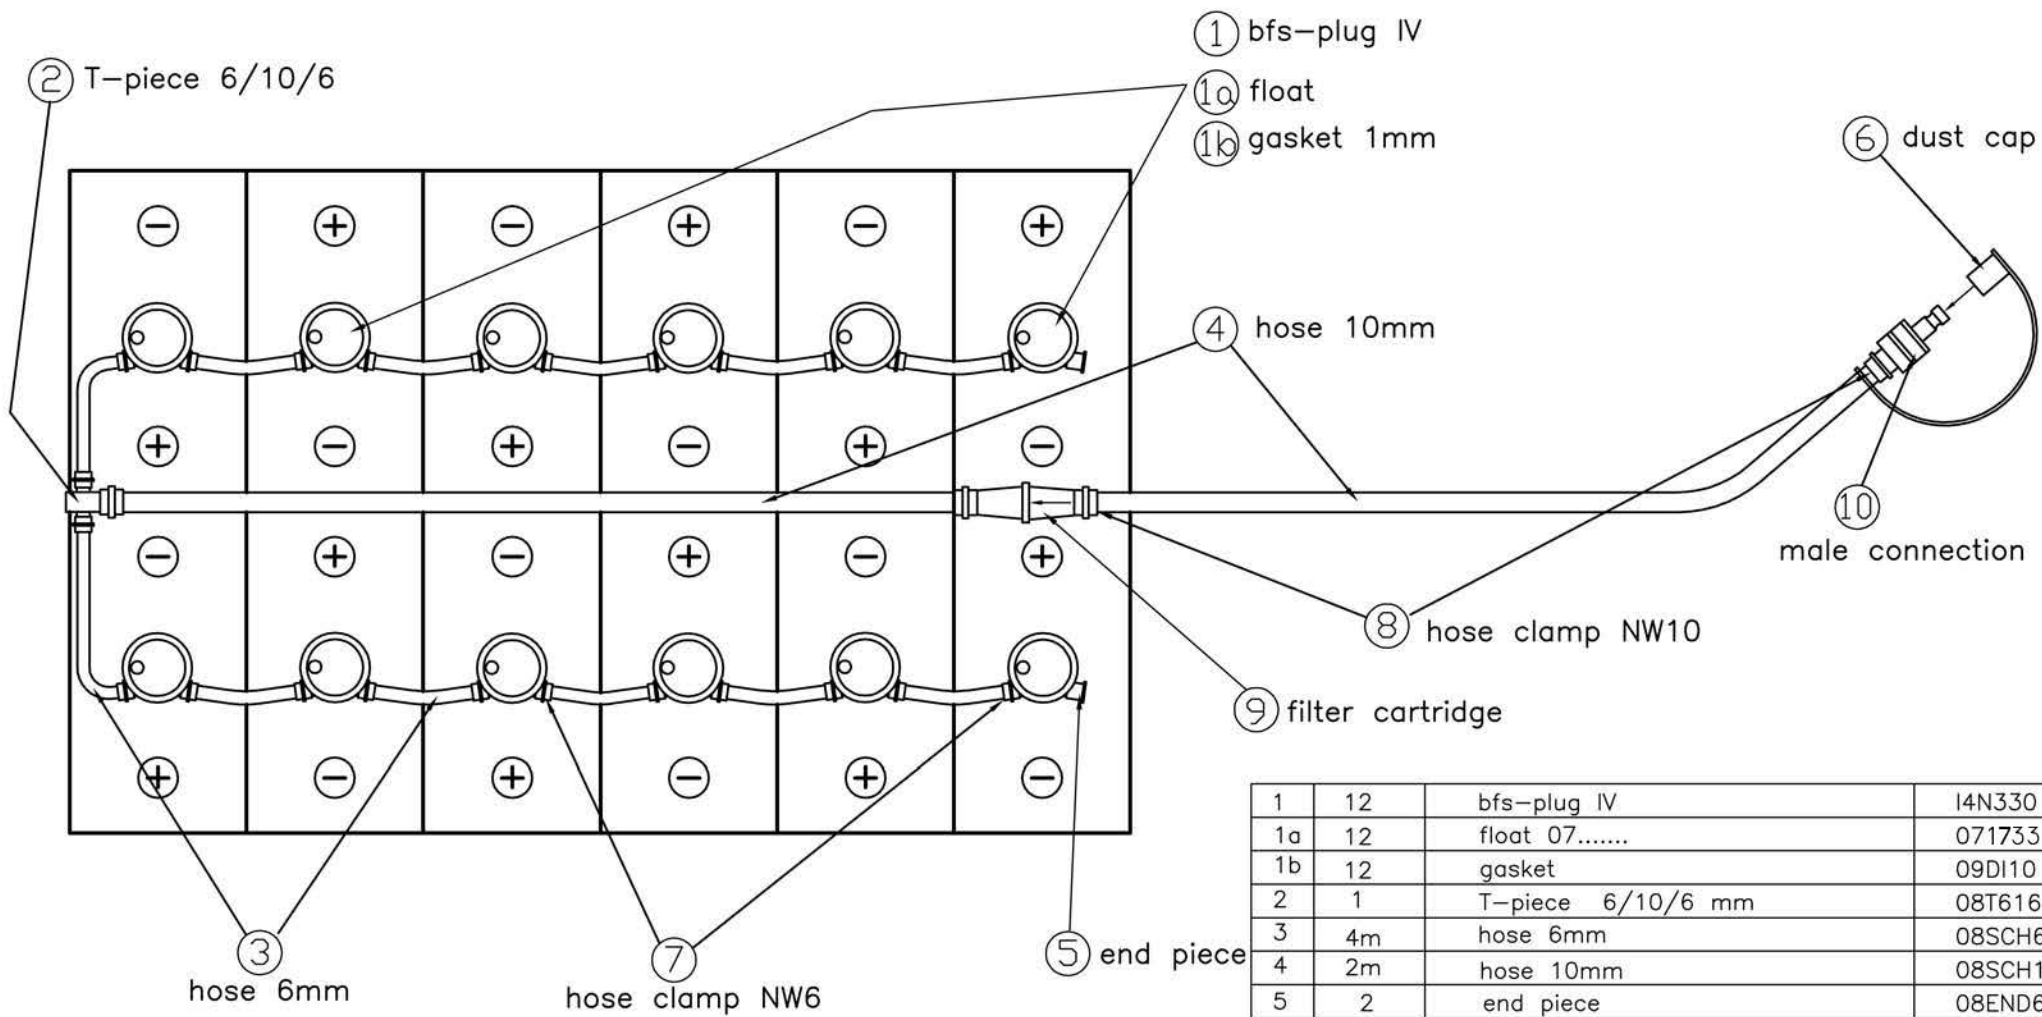 1 bfs-plug IV
2 T-piece 6/10/6
1a float
1b gasket 1mm
6 dust cap
− + − + − +
4 hose 10mm
+ − + − + −
10
male connection
− + − + − +
8 hose clamp NW10
9 filter cartridge
+ − + − + −
3
hose 6mm
7
hose clamp NW6
5 end piece
1 12 bfs-plug IV I4N330
1a 12 float 07....... 071733
1b 12 gasket 09DI10
2 1 T-piece 6/10/6 mm 08T616
3 4m hose 6mm 08SCH6
4 2m hose 10mm 08SCH1
5 2 end piece 08END6